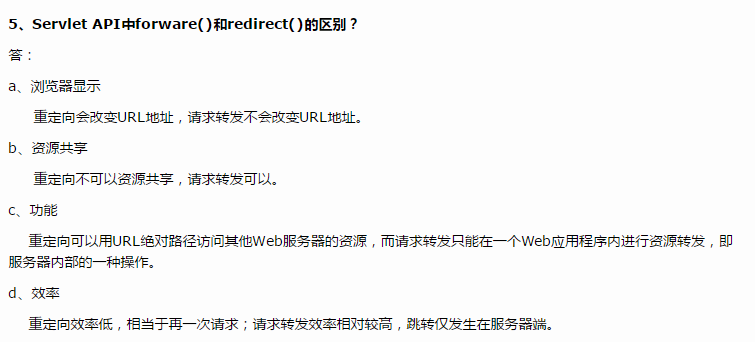 5、Servlet API中forware()和redirect()的区别？
答：
a、浏览器显示
重定向会改变URL地址，请求转发不会改变URL地址。
b、资源共享
重定向不可以资源共享，请求转发可以。
c、功能
重定向可以用URL绝对路径访问其他Web服务器的资源，而请求转发只能在一个Web应用程序内进行资源转发，即
服务器内部的一种操作。
d、效率
重定向效率低，相当于再一次请求；请求转发效率相对较高，跳转仅发生在服务器端。